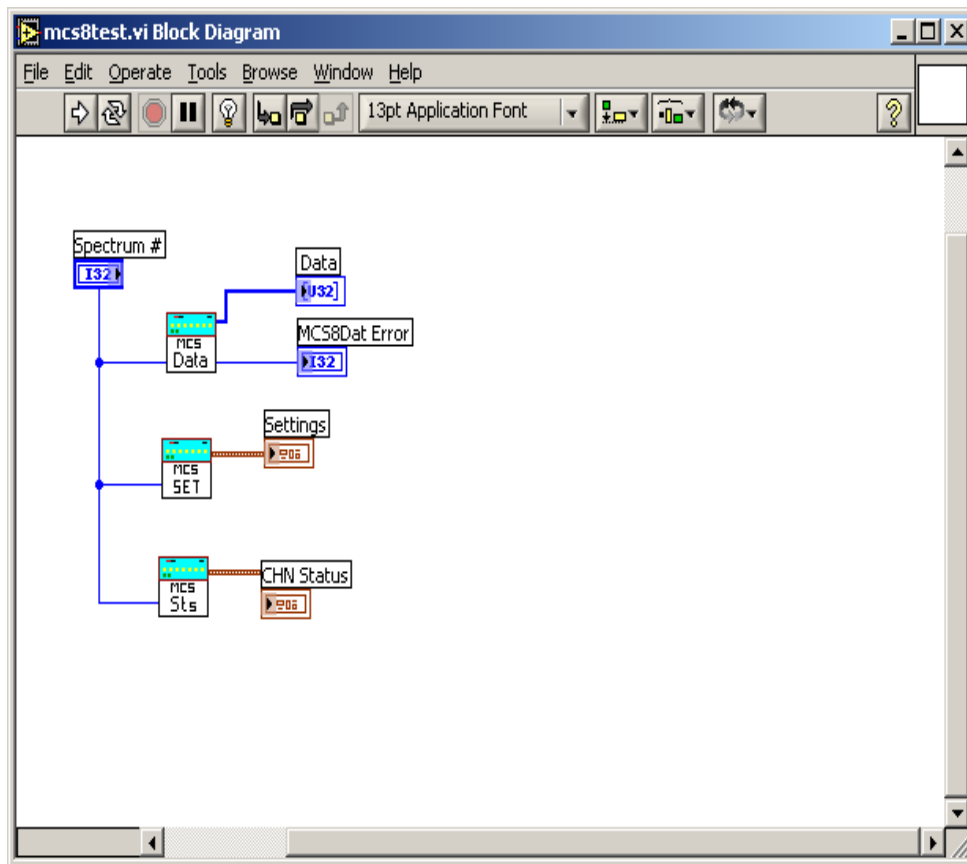 mcs8test.vi Block Diagram
File Edit Operate Tools Browse Window Help
13pt Application Font
?
Spectrum #
I32
Data
[U32]
MCS
Data
MCS8Dat Error
I32
Settings
MCS
SET
CHN Status
MCS
Sts